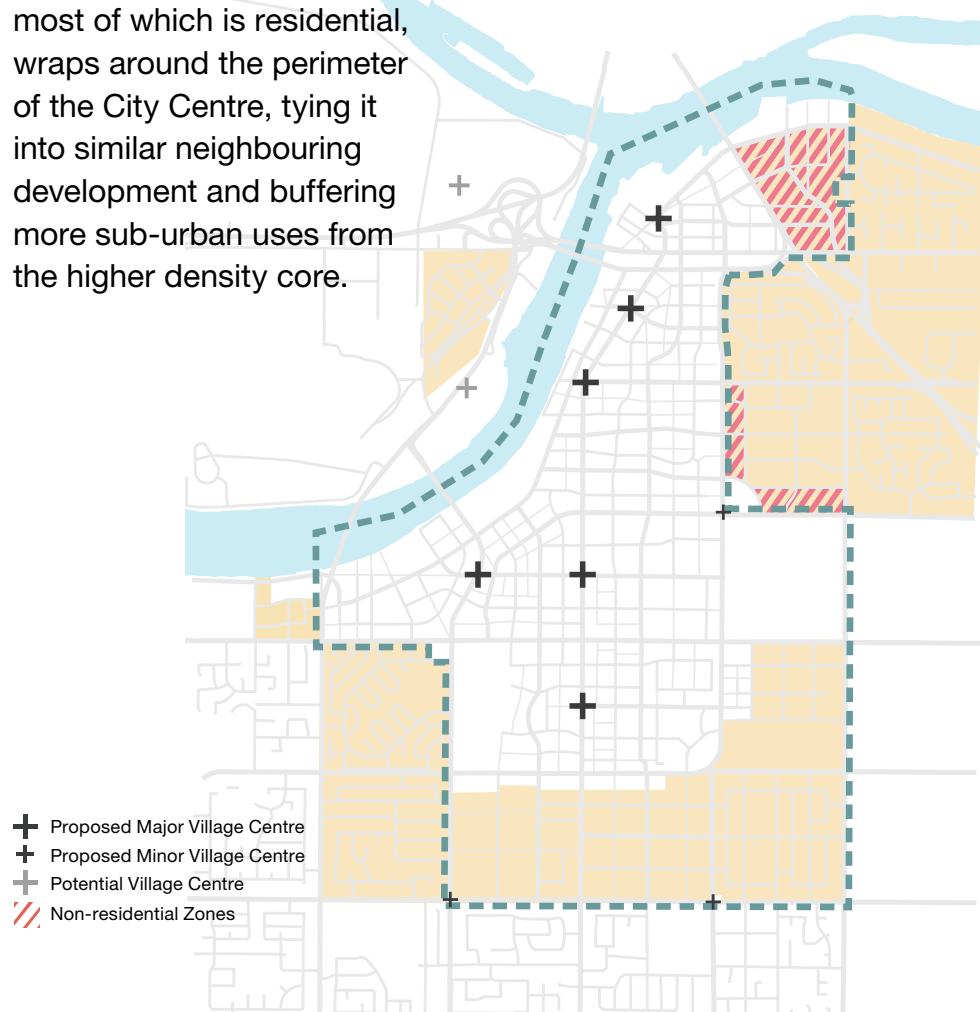 most of which is residential,
wraps around the perimeter
of the City Centre, tying it
into similar neighbouring
development and buffering
more sub-urban uses from
the higher density core.
Proposed Major Village Centre
Proposed Minor Village Centre
Potential Village Centre
Non-residential Zones